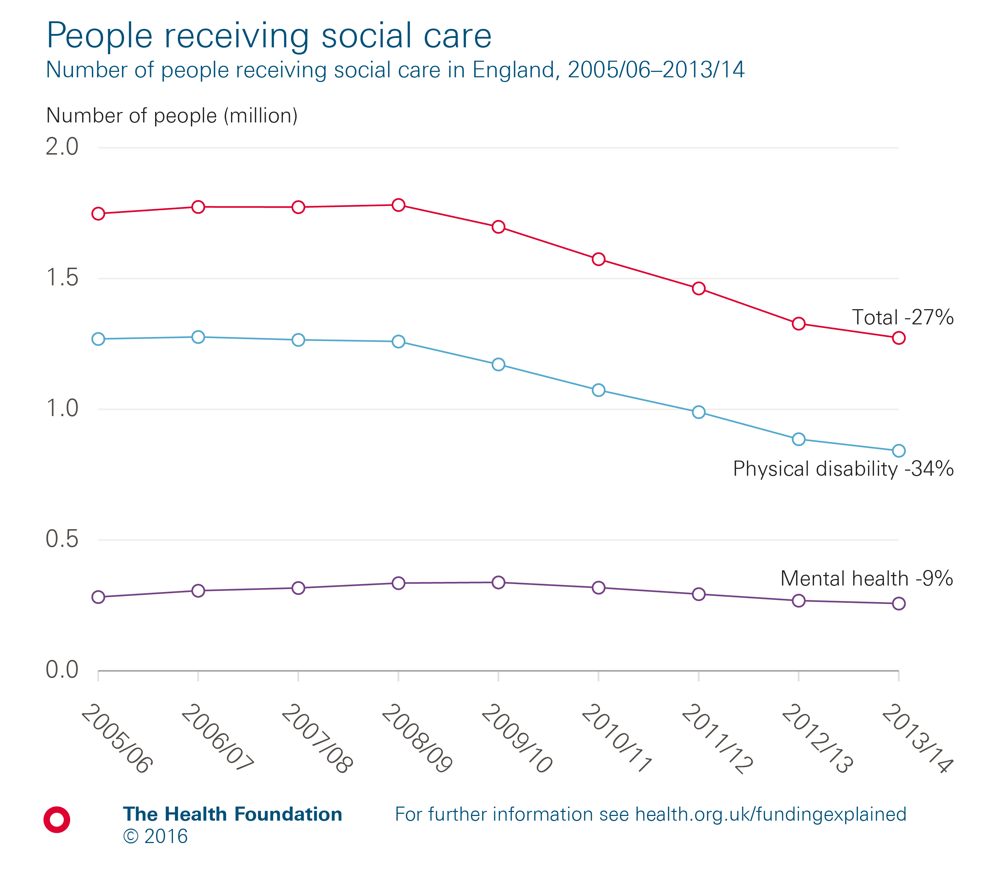 People receiving social care
Number of people receiving social care in England, 2005/06–2013/14
Number of people (million)
2.0
1.5
Total -27%
1.0
Physical disability -34%
0.5
Mental health -9%
0.0
2005/06
2006/07
2007/08
2008/09
2009/10
2010/11
2011/12
2012/13
2013/14
The Health Foundation
© 2016
For further information see health.org.uk/fundingexplained